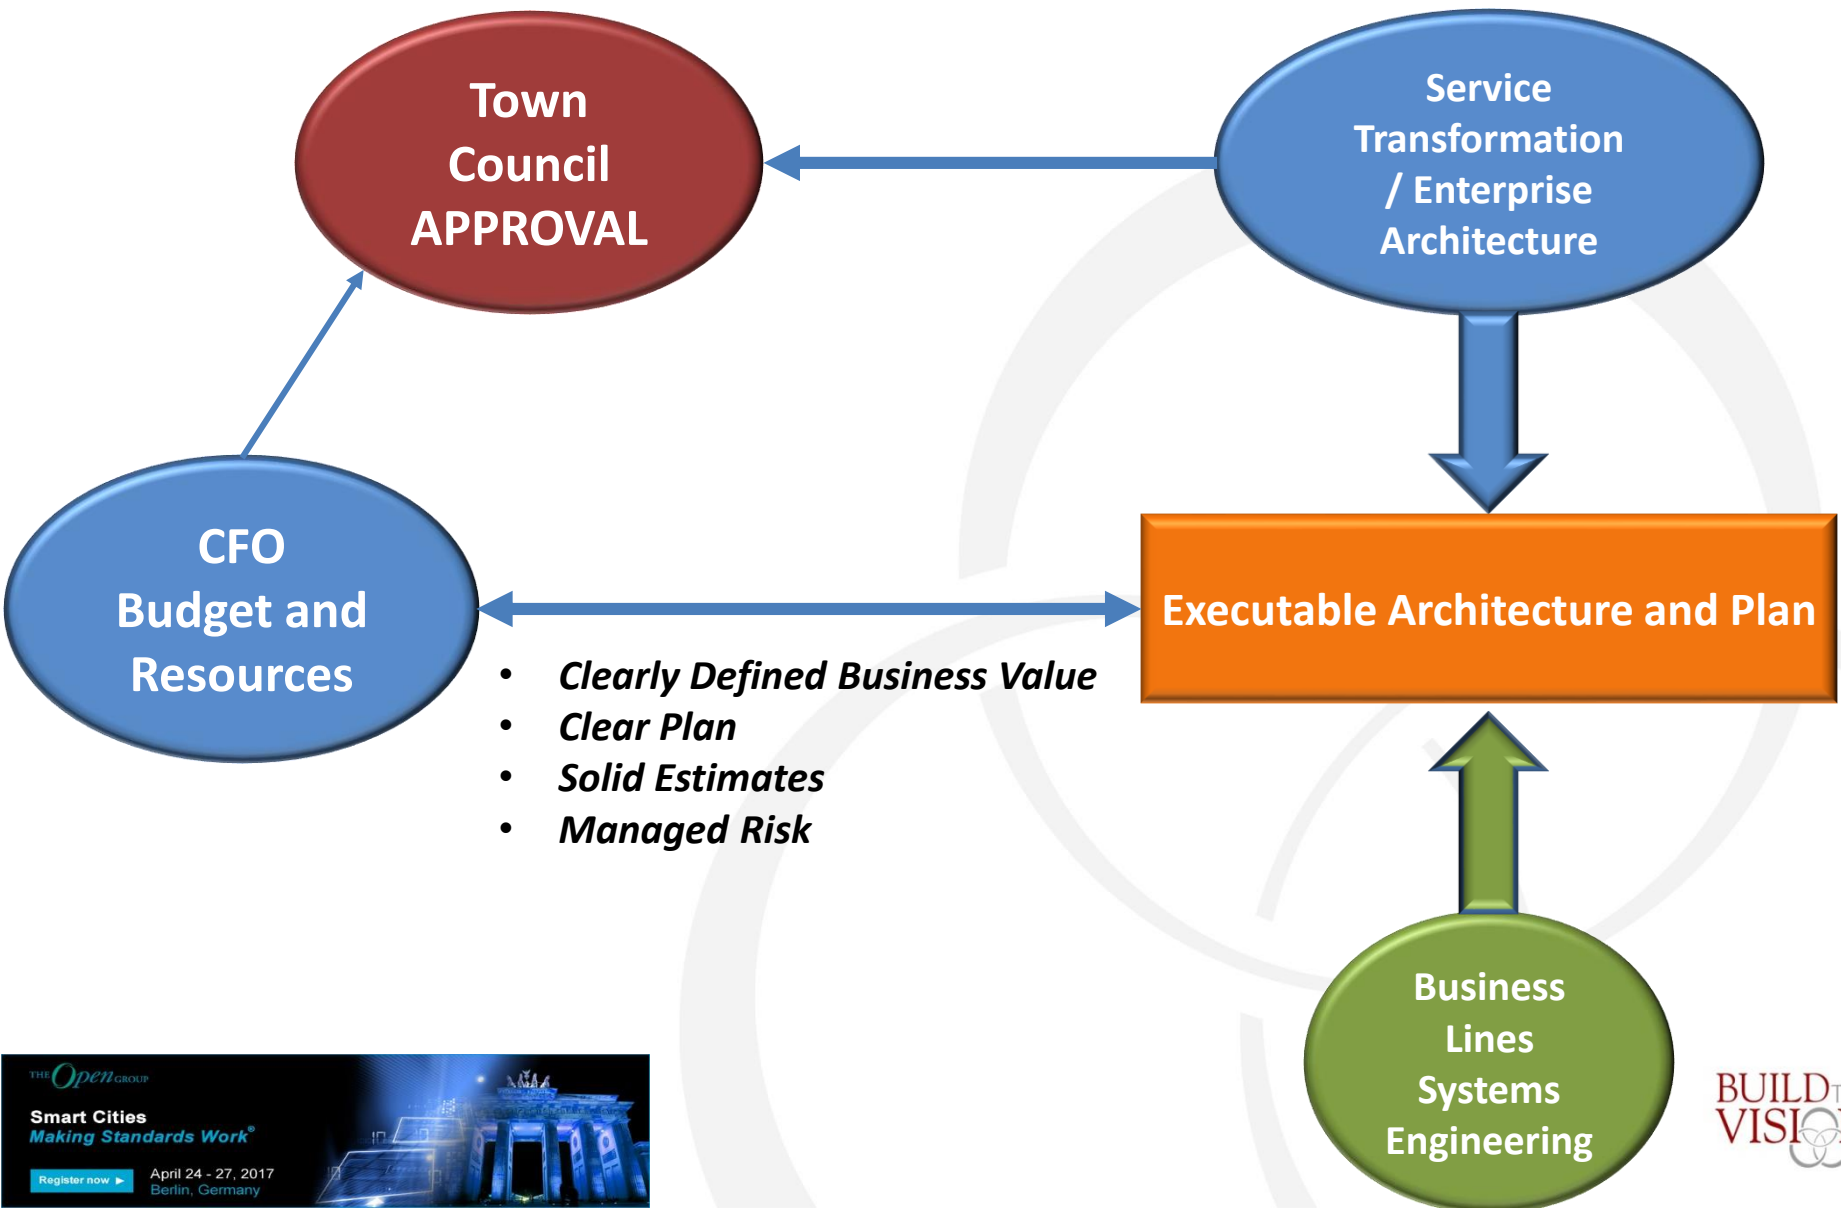 Town
Council
APPROVAL
Service
Transformation
/ Enterprise
Architecture
CFO
Budget and
Resources
Executable Architecture and Plan
• Clearly Defined Business Value
• Clear Plan
• Solid Estimates
• Managed Risk
Business
Lines
Systems
Engineering
THE Open GROUP
Smart Cities
Making Standards Work®
Register now ►
April 24 - 27, 2017
Berlin, Germany
BUILD